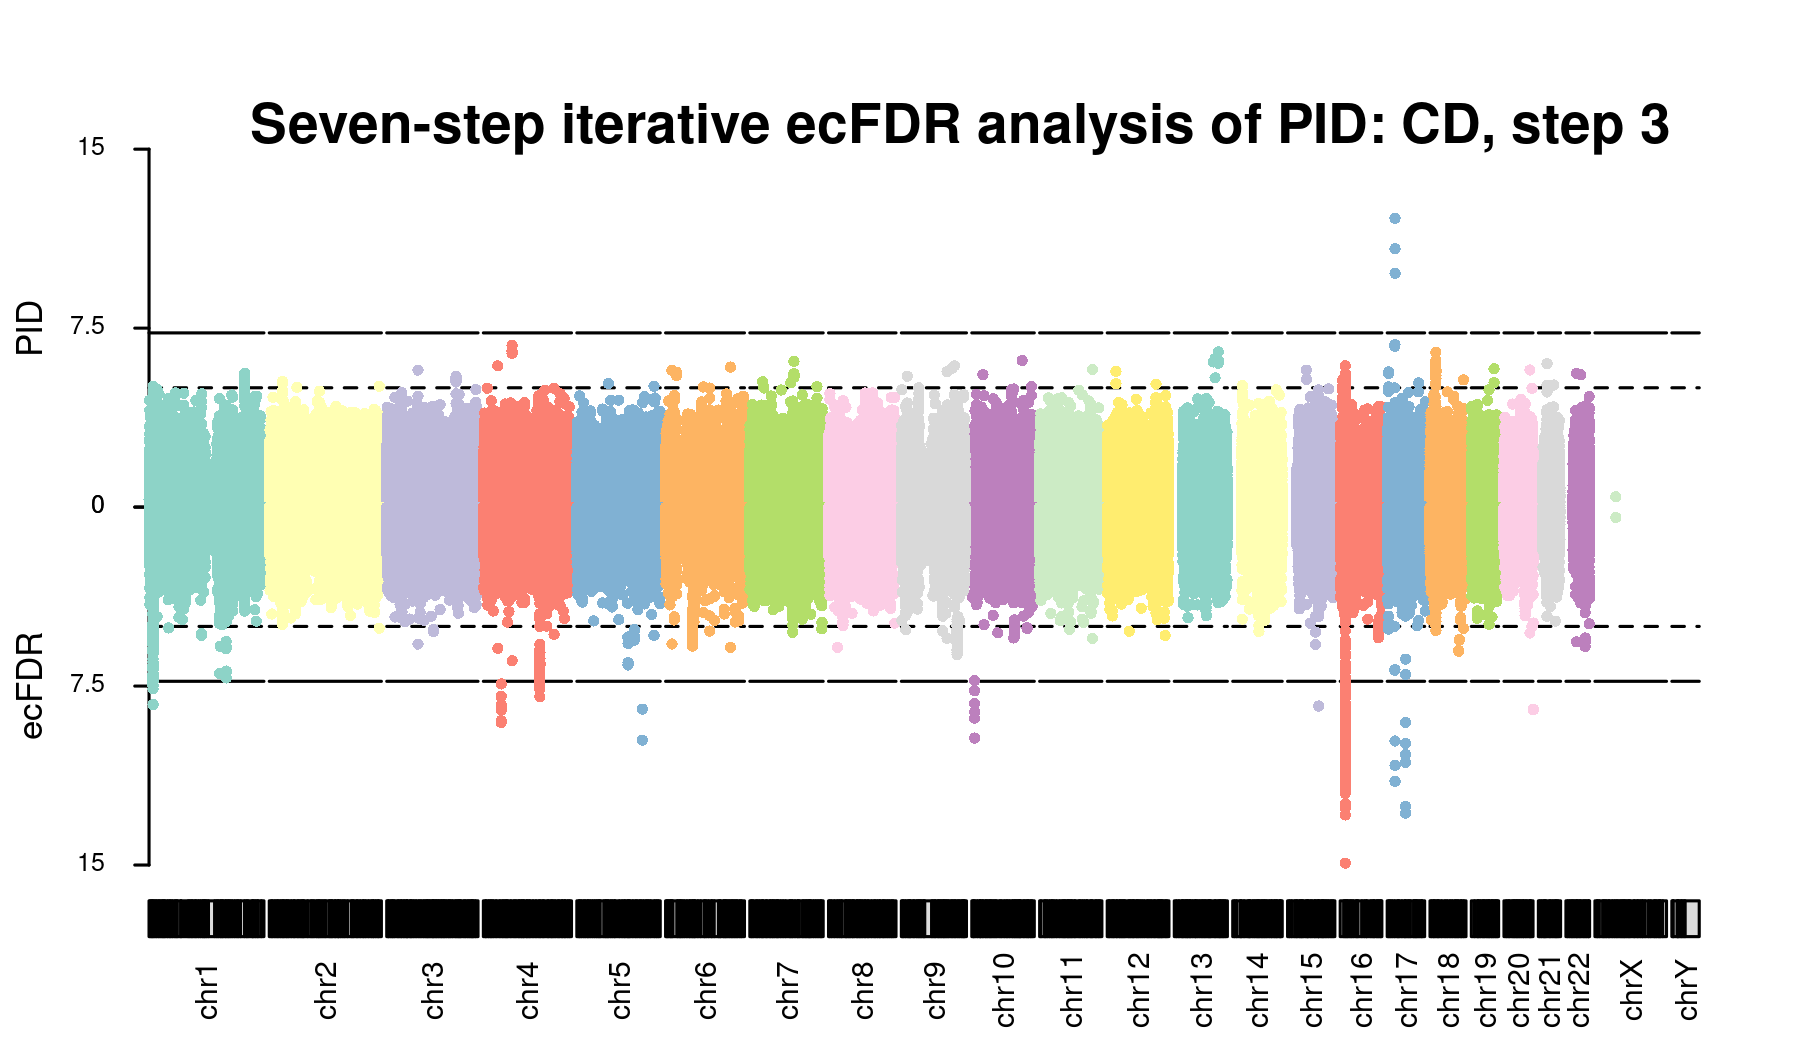 Seven-step iterative ecFDR analysis of PID: CD, step 3
15
7.5
0
7.5
15
PID
ecFDR
chr1
chr2
chr3
chr4
chr5
chr6
chr7
chr8
chr9
chr10
chr11
chr12
chr13
chr14
chr15
chr16
chr17
chr18
chr19
chr20
chr21
chr22
chrX
chrY